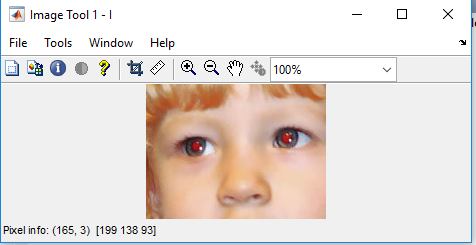 Image Tool 1 - I
File Tools Window Help
100%
Pixel info: (165, 3) [199 138 93]